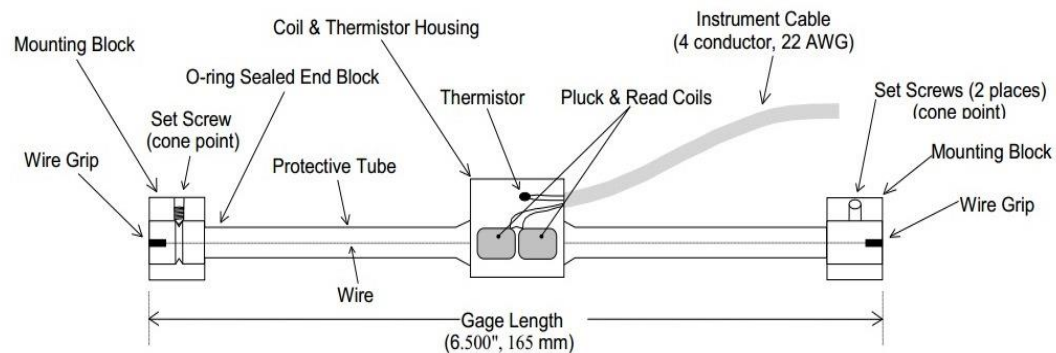 Mounting Block
Coil & Thermistor Housing
Instrument Cable
(4 conductor, 22 AWG)
O-ring Sealed End Block
Set Screw
(cone point)
Thermistor
Pluck & Read Coils
Set Screws (2 places)
(cone point)
Wire Grip
Protective Tube
Mounting Block
Wire Grip
Wire
Gage Length
(6.500", 165 mm)